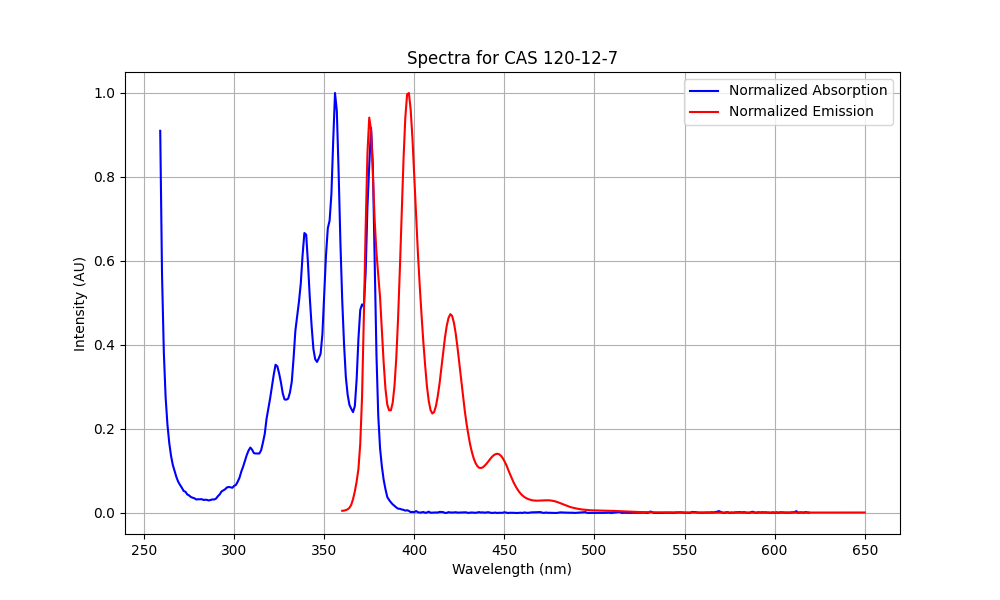 Spectra for CAS 120-12-7
Normalized Absorption
Normalized Emission
Intensity (AU)
1.0
0.8
0.6
0.4
0.2
0.0
250 300 350 400 450 500 550 600 650
Wavelength (nm)